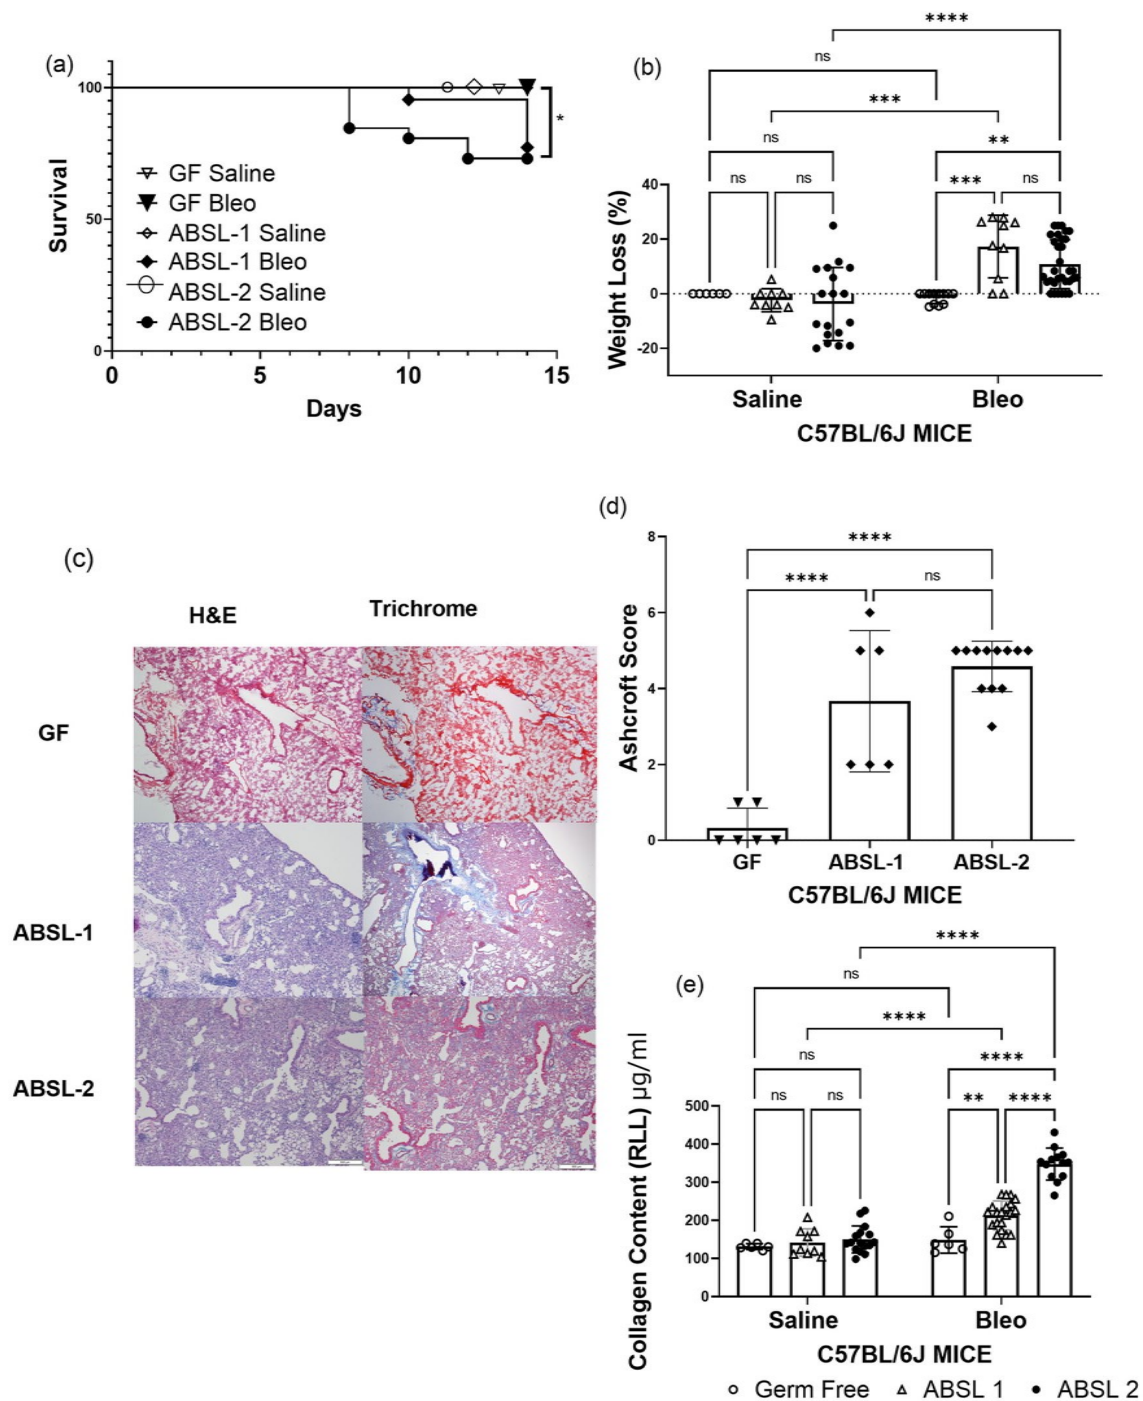 (a)
100
50
0
Survival
GF Saline
GF Bleo
ABSL-1 Saline
ABSL-1 Bleo
ABSL-2 Saline
ABSL-2 Bleo
*
0 5 10 15
Days
(b)
****
ns
***
ns **
ns ns *** ns
40
20
0
-20
Weight Loss (%)
Saline Bleo
C57BL/6J MICE
(c)
H&E Trichrome
GF
ABSL-1
ABSL-2
(d)
****
**** ns
8
6
4
2
0
Ashcroft Score
GF ABSL-1 ABSL-2
C57BL/6J MICE
(e)
****
ns
****
ns ****
ns ns ** ****
500
400
300
200
100
0
Collagen Content (RLL) µg/ml
Saline Bleo
C57BL/6J MICE
Germ Free ABSL 1 ABSL 2